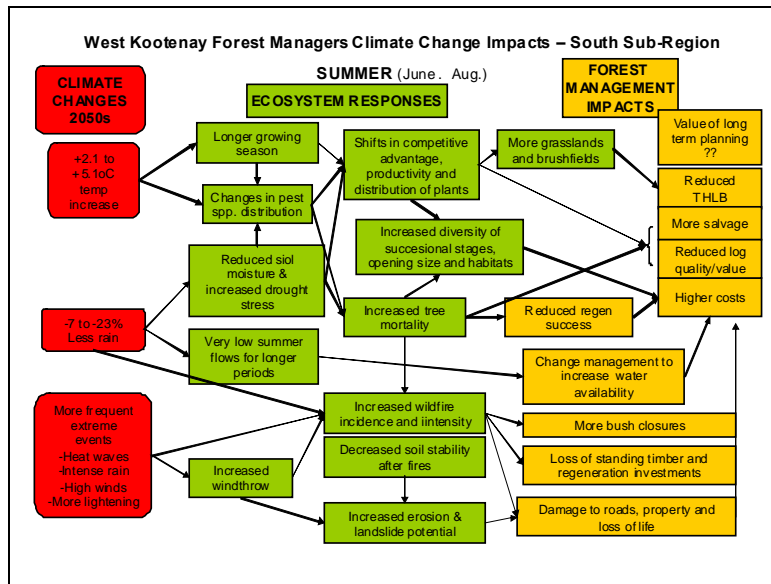 West Kootenay Forest Managers Climate Change Impacts – South Sub-Region
SUMMER (June. Aug.)
CLIMATE
CHANGES
2050s
ECOSYSTEM RESPONSES
FOREST
MANAGEMENT
IMPACTS
Value of long
term planning
??
+2.1 to
+5.1oC
temp
increase
Longer growing
season
Shifts in competitive
advantage,
productivity and
distribution of plants
More grasslands
and brushfields
Reduced
THLB
Changes in pest
spp. distribution
More salvage
Increased diversity of
succesional stages,
opening size and habitats
Reduced log
quality/value
Reduced siol
moisture &
increased drought
stress
Higher costs
Increased tree
mortality
Reduced regen
success
-7 to -23%
Less rain
Very low summer
flows for longer
periods
Change management to
increase water
availability
More frequent
extreme
events
-Heat waves
-Intense rain
-High winds
-More lightening
Increased wildfire
incidence and iintensity
More bush closures
Decreased soil stability
after fires
Loss of standing timber and
regeneration investments
Increased
windthrow
Increased erosion &
landslide potential
Damage to roads, property and
loss of life